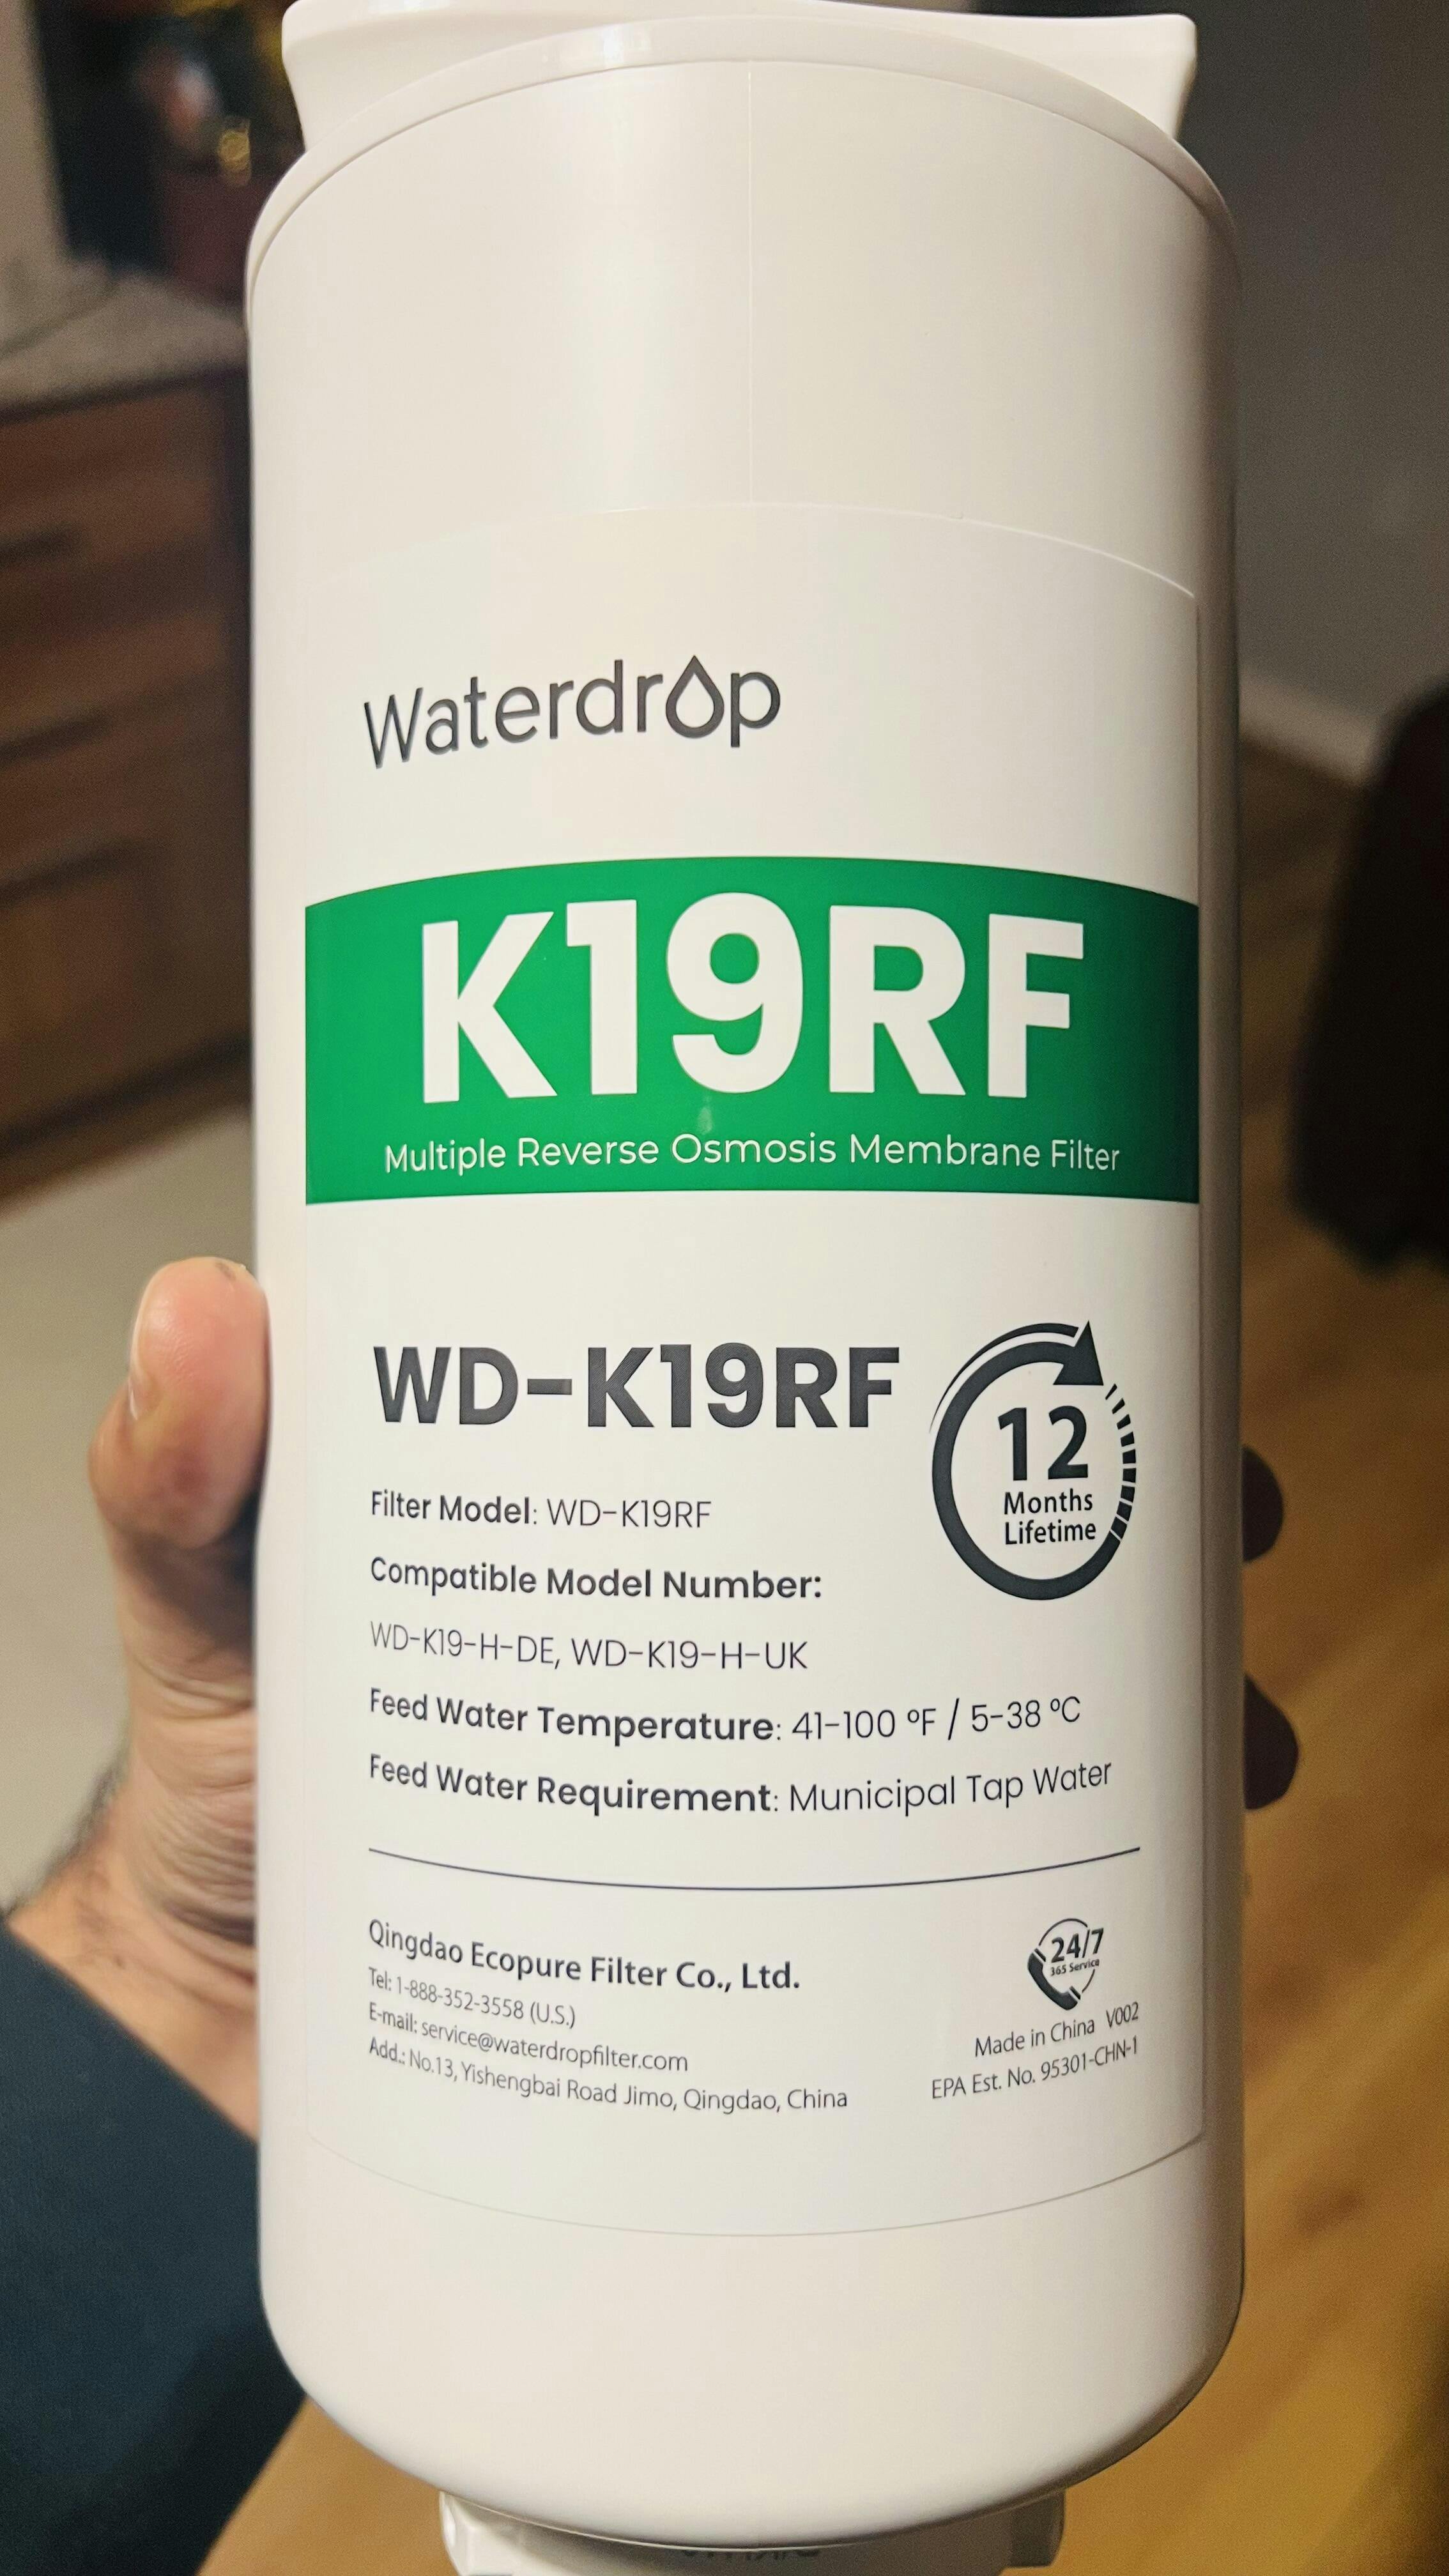 Waterdrop
K19RF
Multiple Reverse Osmosis Membrane Filter
WD-K19RF
12
Months
Lifetime
Filter Model: WD-K19RF
Compatible Model Number:
WD-K19-H-DE, WD-K19-H-UK
Feed Water Temperature: 41-100 ºF / 5-38 ºC
Feed Water Requirement: Municipal Tap Water
Qingdao Ecopure Filter Co., Ltd.
Tel: 1-888-352-3558 (U.S.)
E-mail: service@waterdropfilter.com
Add.: No.13, Yishengbai Road Jimo, Qingdao, China
24/7
365 Service
Made in China V002
EPA Est. No. 95301-CHN-1